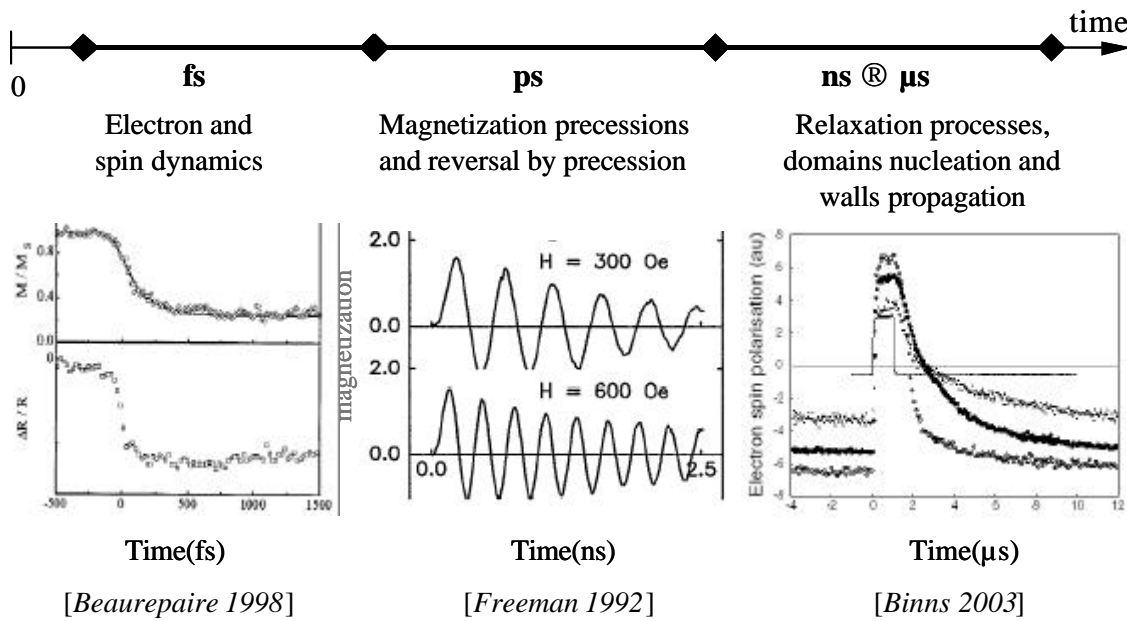 time
0
fs
ps
ns ® µs
Electron and
spin dynamics
Magnetization precessions
and reversal by precession
Relaxation processes,
domains nucleation and
walls propagation
M / M s
0.8
0.4
0.0
ΔR / R
0
-500 0 500 1000 1500
Time(fs)
[Beaurepaire 1998]
magneuzauon
2.0
H = 300 Oe
0.0
2.0
H = 600 Oe
0.0
0.0 2.5
Time(ns)
[Freeman 1992]
Electron spin polarisation (au)
8
6
4
2
0
-2
-4
-6
-8
-4 -2 0 2 4 6 8 10 12
Time(µs)
[Binns 2003]